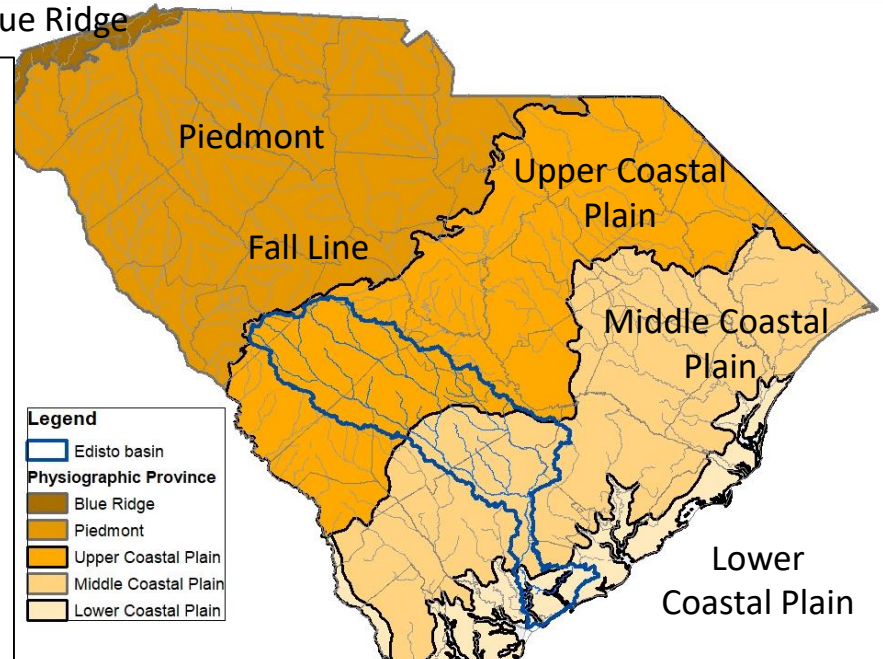 ue Ridge
Piedmont
Upper Coastal
Plain
Fall Line
Middle Coastal
Plain
Legend
Edisto basin
Physiographic Province
Blue Ridge
Piedmont
Upper Coastal Plain
Middle Coastal Plain
Lower Coastal Plain
Lower
Coastal Plain